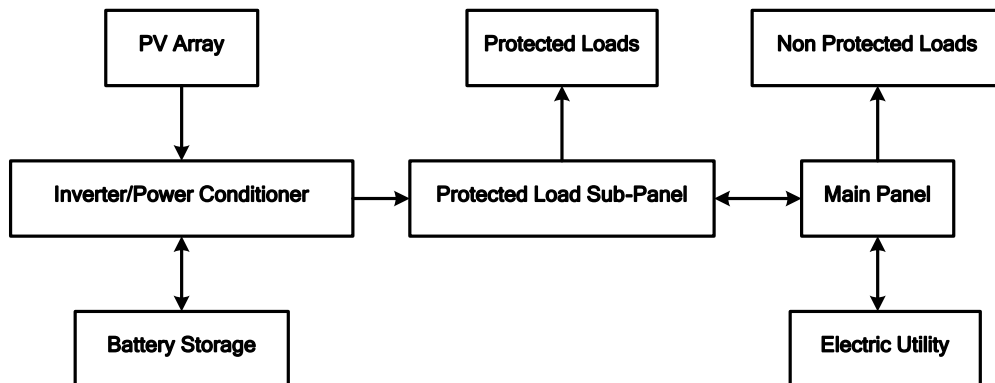 PV Array
Protected Loads
Non Protected Loads
Inverter/Power Conditioner
Protected Load Sub-Panel
Main Panel
Battery Storage
Electric Utility